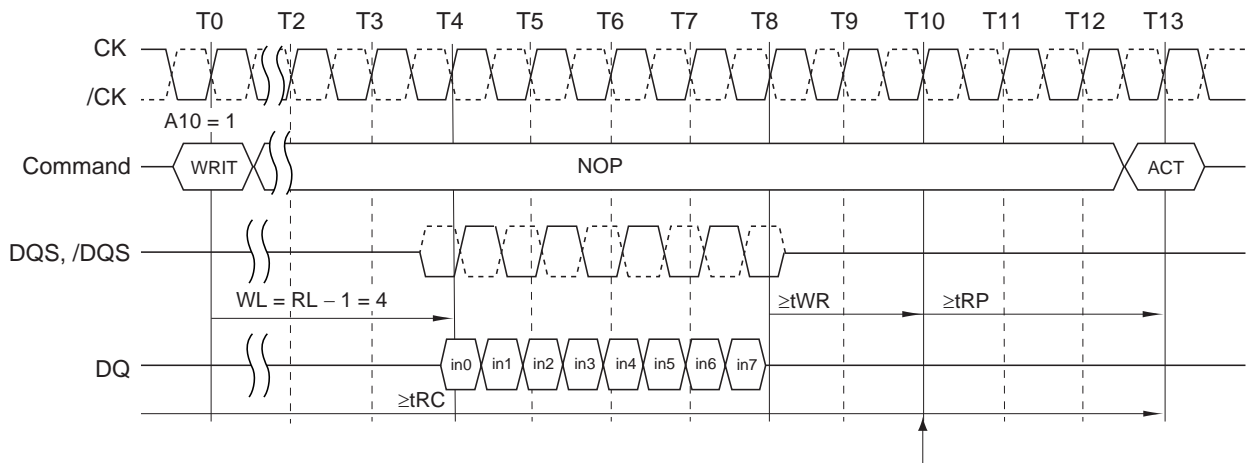 T0 T2 T3 T4 T5 T6 T7 T8 T9 T10 T11 T12 T13
CK
/CK
A10 = 1
Command WRIT NOP ACT
DQS, /DQS
WL = RL − 1 = 4 ≥tWR ≥tRP
DQ in0 in1 in2 in3 in4 in5 in6 in7
≥tRC